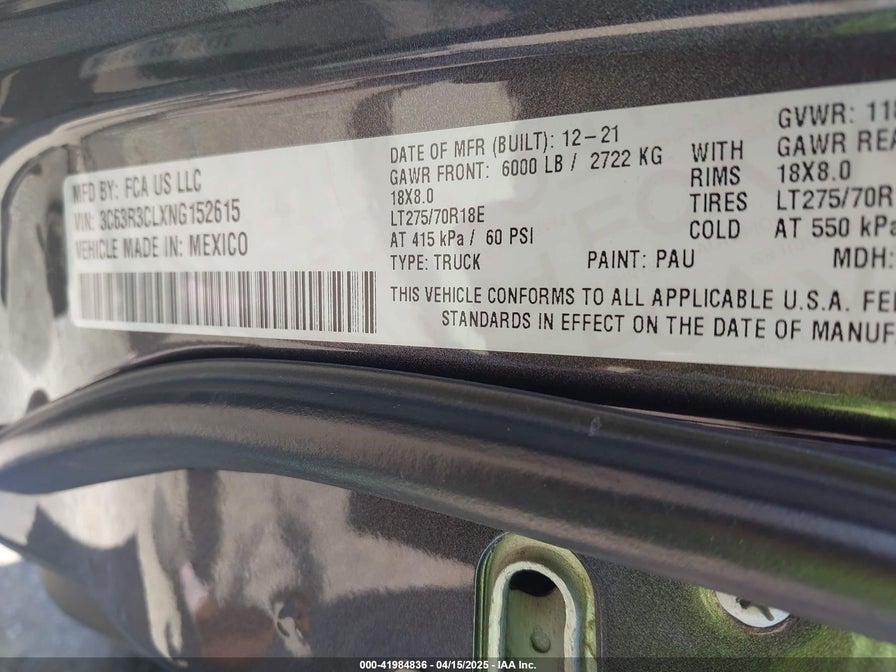 MFD BY: FCA US LLC
VIN: 3C63R3CLXNG152615
VEHICLE MADE IN: MEXICO
DATE OF MFR (BUILT): 12-21
GAWR FRONT: 6000 LB / 2722 KG
18X8.0
LT275/70R18E
AT 415 kPa / 60 PSI
WITH
RIMS
TIRES
COLD
GVWR: 118
GAWR REA
18X8.0
LT275/70R
AT 550 kPa
TYPE: TRUCK PAINT: PAU MDH:
THIS VEHICLE CONFORMS TO ALL APPLICABLE U.S.A. FE
STANDARDS IN EFFECT ON THE DATE OF MANUF
000-41984836 - 04/15/2025 - IAA Inc.